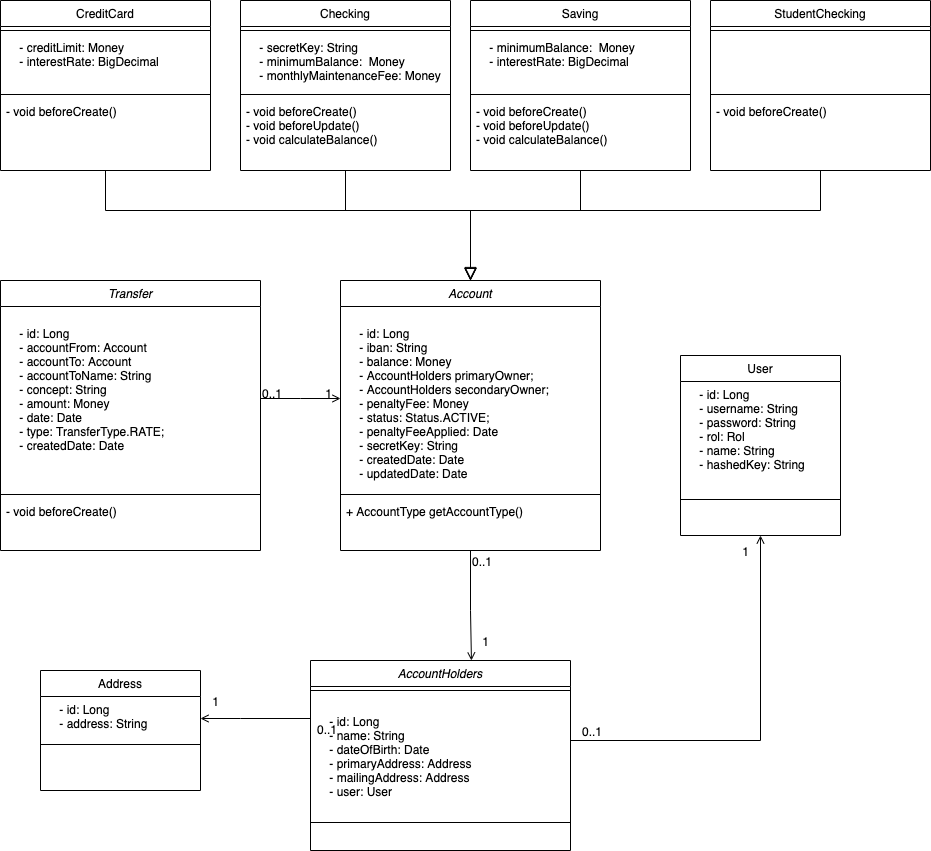 CreditCard
- creditLimit: Money
- interestRate: BigDecimal
- void beforeCreate()
Checking
- secretKey: String
- minimumBalance:  Money
- monthlyMaintenanceFee: Money
- void beforeCreate()
- void beforeUpdate()
- void calculateBalance()
Saving
- minimumBalance:  Money
- interestRate: BigDecimal
- void beforeCreate()
- void beforeUpdate()
- void calculateBalance()
StudentChecking
- void beforeCreate()
Transfer
- id: Long
- accountFrom: Account
- accountTo: Account
- accountToName: String
- concept: String
- amount: Money
- date: Date
- type: TransferType.RATE;
- createdDate: Date
- void beforeCreate()
0..1
1
Account
- id: Long
- iban: String
- balance: Money
- AccountHolders primaryOwner;
- AccountHolders secondaryOwner;
- penaltyFee: Money
- status: Status.ACTIVE;
- penaltyFeeApplied: Date
- secretKey: String
- createdDate: Date
- updatedDate: Date
+ AccountType getAccountType()
User
- id: Long
- username: String
- password: String
- rol: Rol
- name: String
- hashedKey: String
1
0..1
1
Address
- id: Long
- address: String
1
0..1
AccountHolders
- id: Long
- name: String
- dateOfBirth: Date
- primaryAddress: Address
- mailingAddress: Address
- user: User
0..1